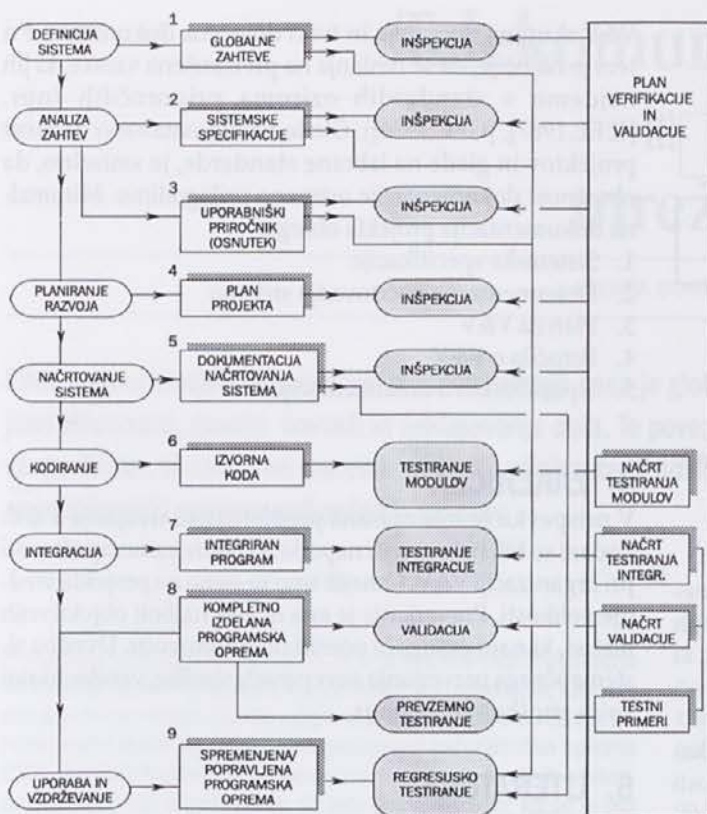 1
DEFINICIJA
SISTEMA
GLOBALNE
ZAHTEVE
INŠPEKCIJA
PLAN
VERIFIKACIJE
IN
VALIDACIJE
2
ANALIZA
ZAHTEV
SISTEMSKE
SPECIFIKACIJE
INŠPEKCIJA
3
UPORABNIŠKI
PRIROČNIK
(OSNUTEK)
INŠPEKCIJA
4
PLANIRANJE
RAZVOJA
PLAN
PROJEKTA
INŠPEKCIJA
5
NAČRTOVANJE
SISTEMA
DOKUMENTACIJA
NAČRTOVANJA
SISTEMA
INŠPEKCIJA
6
KODIRANJE
IZVORNA
KODA
TESTIRANJE
MODULOV
NAČRT
TESTIRANJA
MODULOV
7
INTEGRACIJA
INTEGRIRAN
PROGRAM
TESTIRANJE
INTEGRACIJE
NAČRT
TESTIRANJA
INTEGR.
8
KOMPLETNO
IZDELANA
PROGRAMSKA
OPREMA
VALIDACIJA
NAČRT
VALIDACIJE
PREVZEMNO
TESTIRANJE
TESTNI
PRIMERI
9
UPORABA IN
VZDRŽEVANJE
SPREMENJENA/
POPRAVLJENA
PROGRAMSKA
OPREMA
REGRESIJSKO
TESTIRANJE